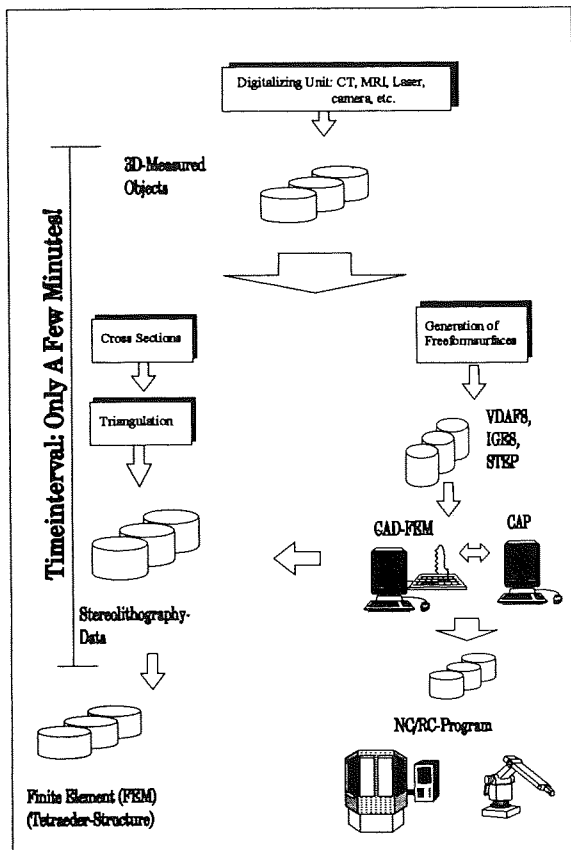 Digitalizing Unit: CT, MRI, Laser,
camera, etc.
3D-Measured
Objects
Timeinterval: Only A Few Minutes!
Cross Sections
Triangulation
Stereolithography-
Data
Finite Element (FEM)
(Tetraeder-Structure)
Generation of
Freeformsurfaces
VDAFS,
IGES,
STEP
CAD-FEM
CAP
NC/RC-Program